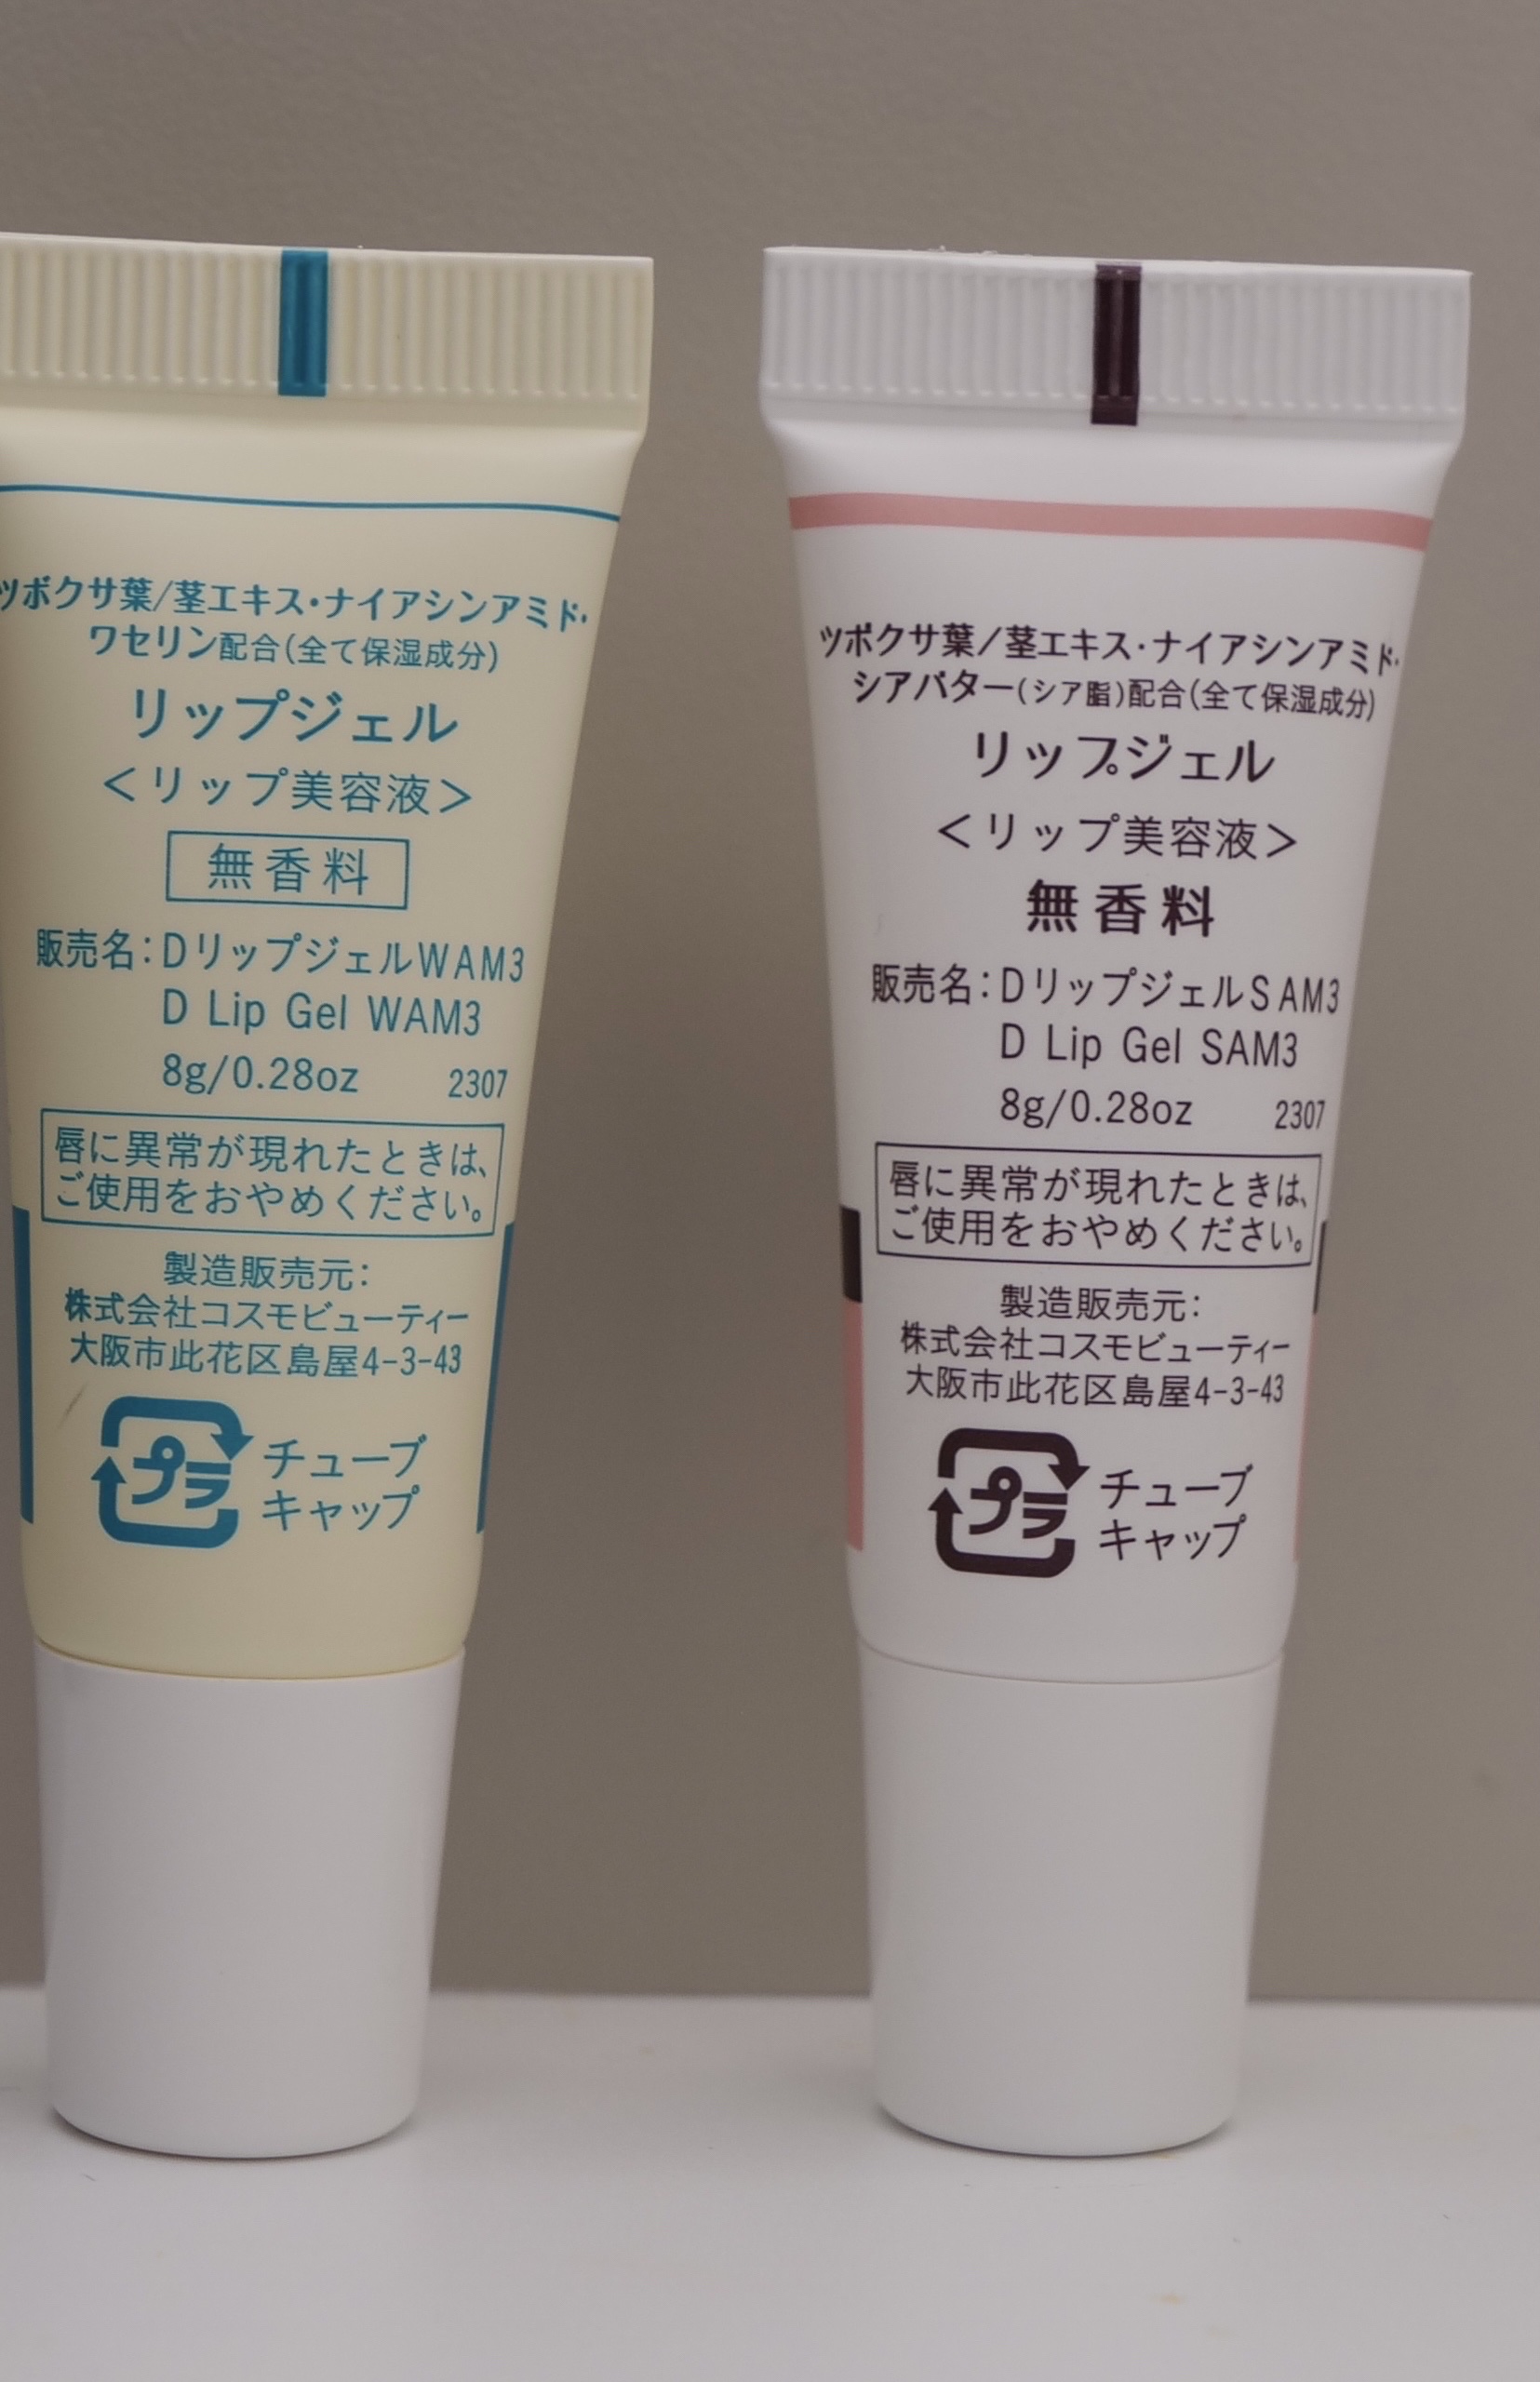 ツボクサ葉/茎エキス・ナイアシンアミド・
ワセリン配合(全て保湿成分)
リップジェル
＜リップ美容液＞
無香料
販売名：DリップジェルWAM3
D Lip Gel WAM3
8g/0.28oz 2307
唇に異常が現れたときは、
ご使用をおやめください。
製造販売元：
株式会社コスモビューティー
大阪市此花区島屋4-3-43
プラ
チューブ
キャップ
ツボクサ葉/茎エキス・ナイアシンアミド・
シアバター(シア脂)配合(全て保湿成分)
リップジェル
＜リップ美容液＞
無香料
販売名：DリップジェルSAM3
D Lip Gel SAM3
8g/0.28oz 2307
唇に異常が現れたときは、
ご使用をおやめください。
製造販売元：
株式会社コスモビューティー
大阪市此花区島屋4-3-43
プラ
チューブ
キャップ